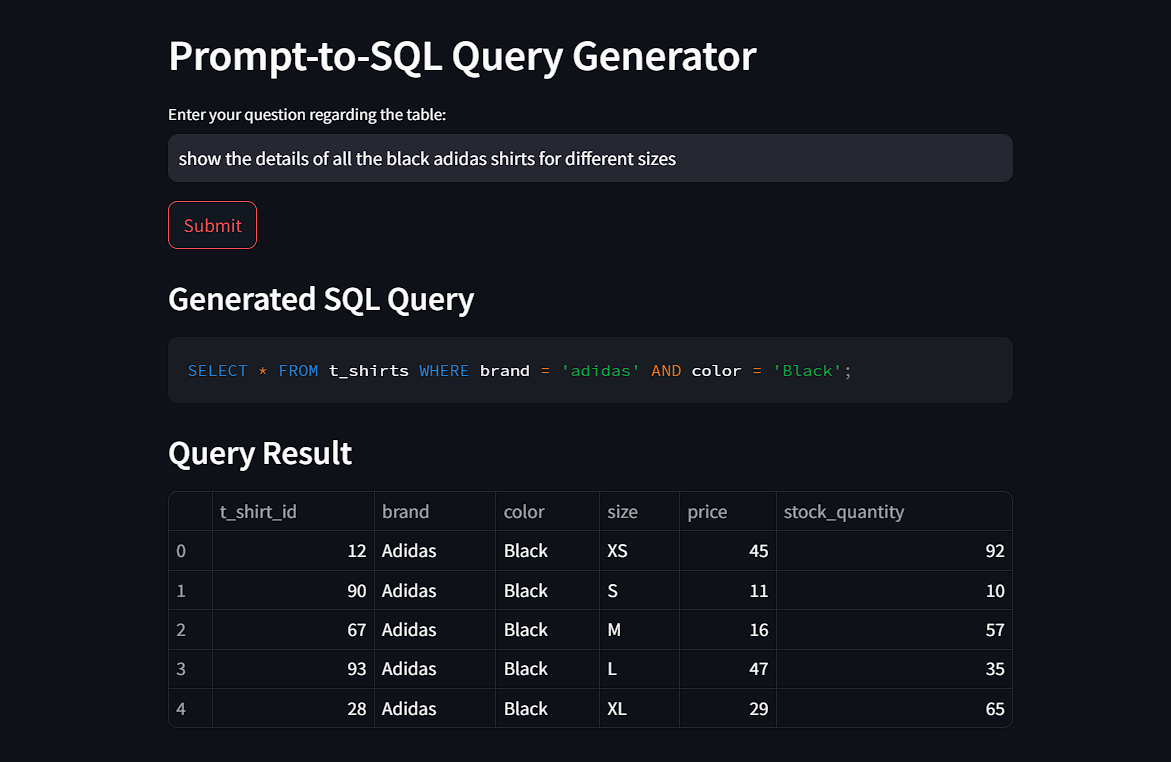 Prompt-to-SQL Query Generator
Enter your question regarding the table:
show the details of all the black adidas shirts for different sizes
Submit
Generated SQL Query
SELECT * FROM t_shirts WHERE brand = 'adidas' AND color = 'Black';
Query Result
t_shirt_id brand color size price stock_quantity
0 12 Adidas Black XS 45 92
1 90 Adidas Black S 11 10
2 67 Adidas Black M 16 57
3 93 Adidas Black L 47 35
4 28 Adidas Black XL 29 65